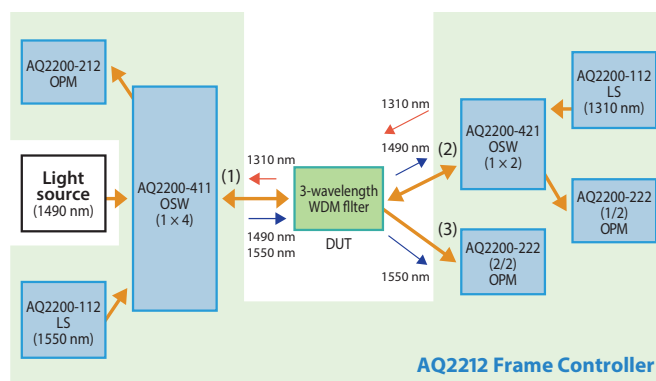 AQ2200-212
OPM
Light
source
(1490 nm)
AQ2200-112
LS
(1550 nm)
AQ2200-411
OSW
(1 × 4)
(1)
1310 nm
1490 nm
1550 nm
3-wavelength
WDM filter
DUT
1310 nm
1490 nm
(2)
(3)
1550 nm
AQ2200-421
OSW
(1 × 2)
AQ2200-112
LS
(1310 nm)
AQ2200-222
(1/2)
OPM
AQ2200-222
(2/2)
OPM
AQ2212 Frame Controller